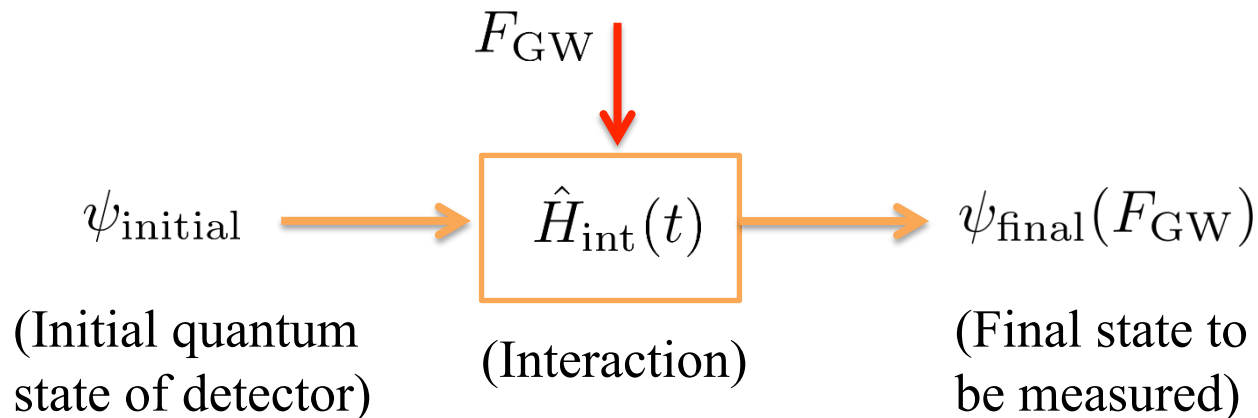 F_GW
ψ_initial
Ĥ_int(t)
ψ_final(F_GW)
(Initial quantum
state of detector)
(Interaction)
(Final state to
be measured)